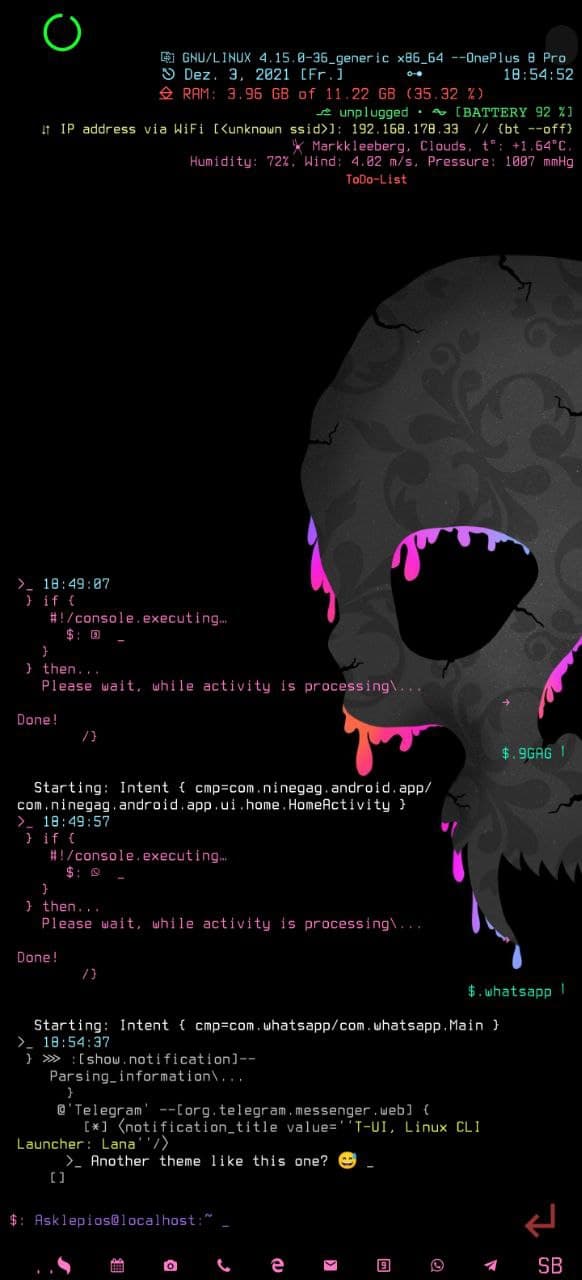 GNU/LINUX 4.15.0-36_generic x86_64 --OnePlus 8 Pro
Dez. 3, 2021 [Fr.] 18:54:52
RAM: 3.96 GB of 11.22 GB (35.32 %)
unplugged • [BATTERY 92 %]
IP address via WiFi [<unknown ssid>]: 192.168.178.33 // {bt --off}
Markkleeberg, Clouds, t°: +1.64°C.
Humidity: 72%, Wind: 4.02 m/s, Pressure: 1007 mmHg
ToDo-List
>_ 18:49:07
} if {
#!/console.executing…
$: _
}
} then...
Please wait, while activity is processing\...
→
Done!
/}
$.9GAG !
Starting: Intent { cmp=com.ninegag.android.app/
com.ninegag.android.app.ui.home.HomeActivity }
>_ 18:49:57
} if {
#!/console.executing…
$: _
}
} then...
Please wait, while activity is processing\...
Done!
/}
$.whatsapp !
Starting: Intent { cmp=com.whatsapp/com.whatsapp.Main }
>_ 18:54:37
} ⋙ :[show.notification]--
Parsing_information\...
}
@'Telegram' --[org.telegram.messenger.web] {
[*] 〈notification_title value=''T-UI, Linux CLI
Launcher: Lana''/〉
>_ Another theme like this one? 😅 _
[]
$: Asklepios@localhost:~ _
SB